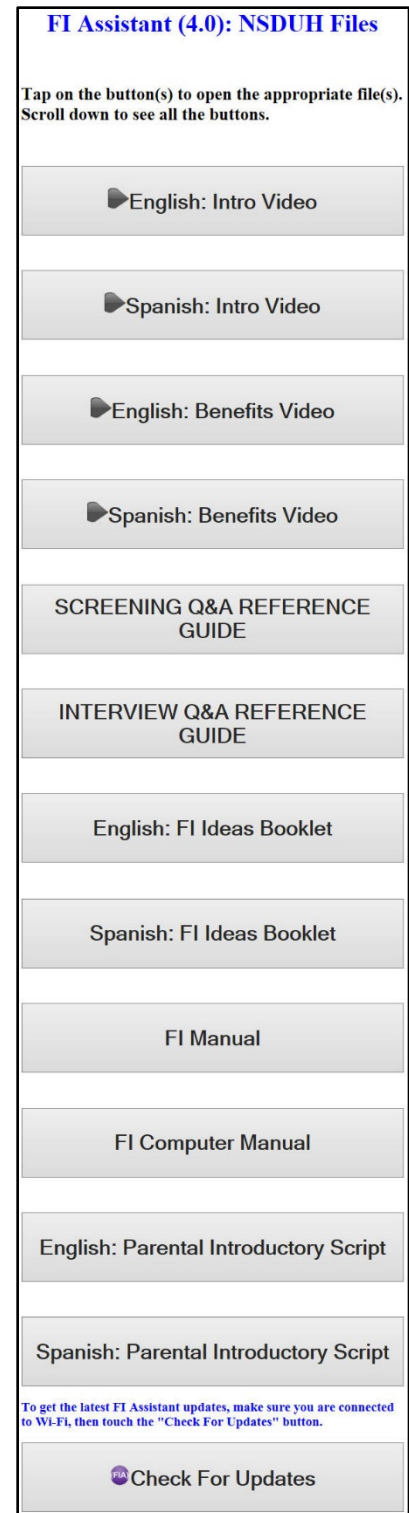 FI Assistant (4.0): NSDUH Files
Tap on the button(s) to open the appropriate file(s).
Scroll down to see all the buttons.
English: Intro Video
Spanish: Intro Video
English: Benefits Video
Spanish: Benefits Video
SCREENING Q&A REFERENCE
GUIDE
INTERVIEW Q&A REFERENCE
GUIDE
English: FI Ideas Booklet
Spanish: FI Ideas Booklet
FI Manual
FI Computer Manual
English: Parental Introductory Script
Spanish: Parental Introductory Script
To get the latest FI Assistant updates, make sure you are connected
to Wi-Fi, then touch the "Check For Updates" button.
FIA Check For Updates